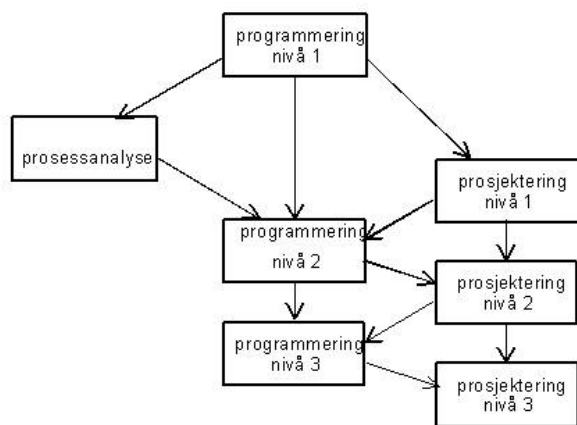 programmering
nivå 1
prosessanalyse
prosjektering
nivå 1
programmering
nivå 2
prosjektering
nivå 2
programmering
nivå 3
prosjektering
nivå 3